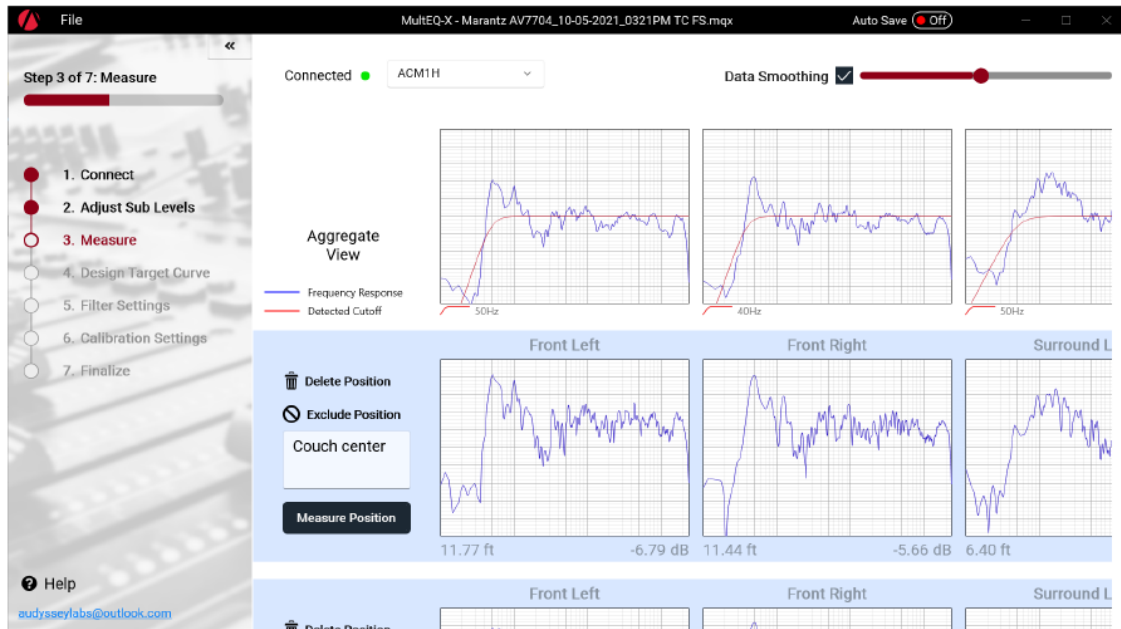 File
MultEQ-X - Marantz AV7704_10-05-2021_0321PM TC FS.mqx
Auto Save
Off
«
Step 3 of 7: Measure
Connected
ACM1H
Data Smoothing
1. Connect
2. Adjust Sub Levels
3. Measure
4. Design Target Curve
5. Filter Settings
6. Calibration Settings
7. Finalize
Aggregate
View
Frequency Response
Detected Cutoff
50Hz
40Hz
50Hz
Front Left
Front Right
Surround L
Delete Position
Exclude Position
Couch center
Measure Position
11.77 ft
-6.79 dB
11.44 ft
-5.66 dB
6.40 ft
Help
audysseylabs@outlook.com
Front Left
Front Right
Surround L
Delete Position